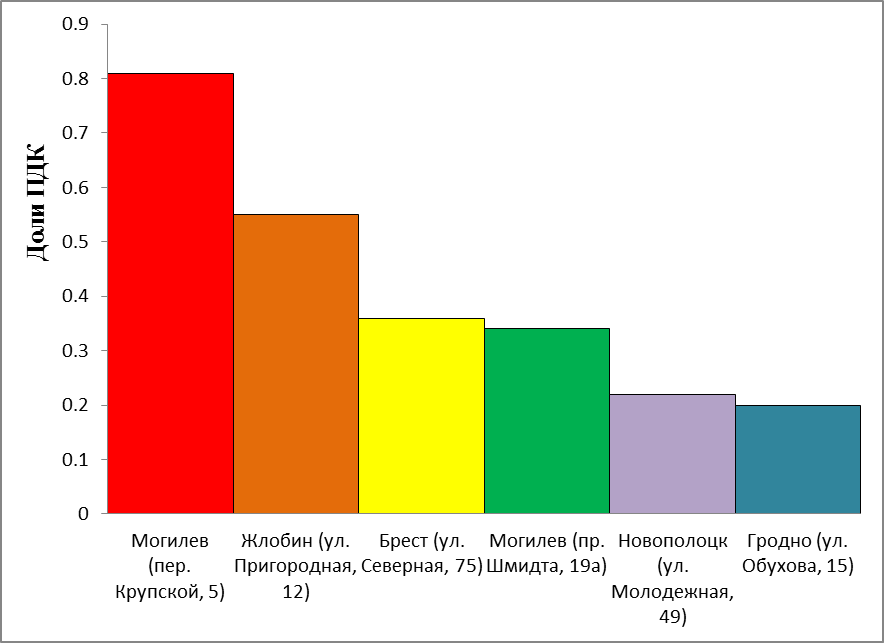 0.9
0.8
0.7
0.6
0.5
0.4
0.3
0.2
0.1
0
Доли ПДК
Могилев
(пер.
Крупской, 5)
Жлобин (ул.
Пригородная,
12)
Брест (ул.
Северная, 75)
Могилев (пр.
Шмидта, 19а)
Новополоцк
(ул.
Молодежная,
49)
Гродно (ул.
Обухова, 15)